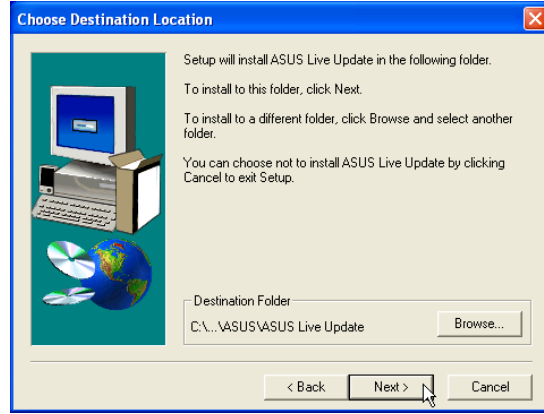 Choose Destination Location
Setup will install ASUS Live Update in the following folder.
To install to this folder, click Next.
To install to a different folder, click Browse and select another
folder.
You can choose not to install ASUS Live Update by clicking
Cancel to exit Setup.
Destination Folder
C:\...\ASUS\ASUS Live Update
Browse...
< Back
Next >
Cancel